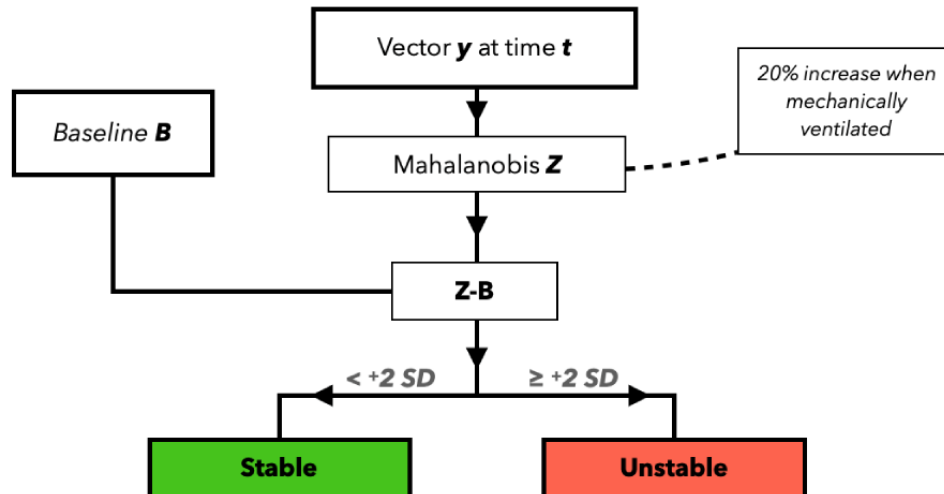 Vector y at time t
20% increase when
mechanically
ventilated
Baseline B
Mahalanobis Z
Z-B
< +2 SD
≥ +2 SD
Stable
Unstable